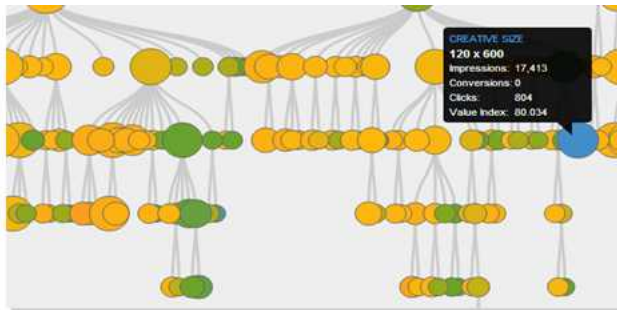 CREATIVE SIZE
120 x 600
Impressions: 17,413
Conversions: 0
Clicks: 804
Value Index: 80.034